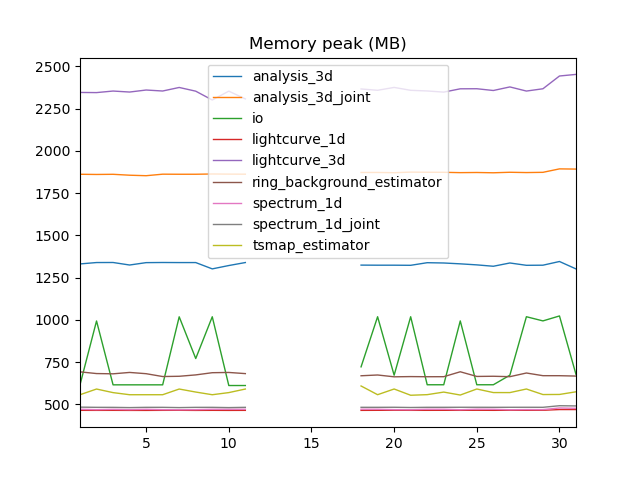 Memory peak (MB)
2500
2250
2000
1750
1500
1250
1000
750
500
analysis_3d
analysis_3d_joint
io
lightcurve_1d
lightcurve_3d
ring_background_estimator
spectrum_1d
spectrum_1d_joint
tsmap_estimator
5 10 15 20 25 30